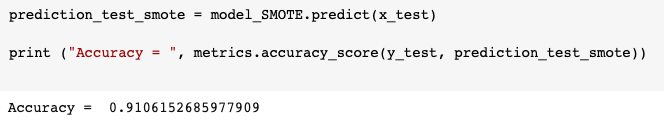 prediction_test_smote = model_SMOTE.predict(x_test)
print ("Accuracy = ", metrics.accuracy_score(y_test, prediction_test_smote))
Accuracy =  0.9106152685977909